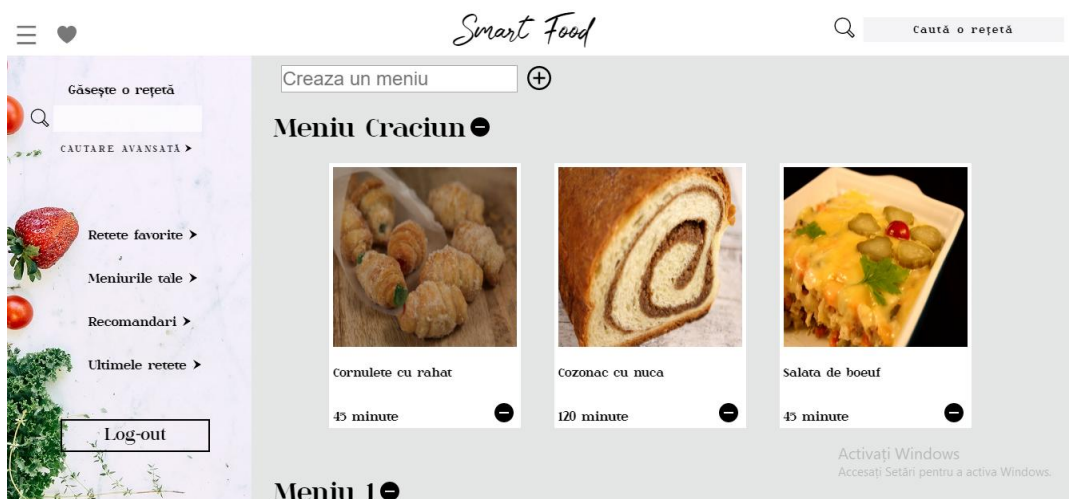 Smart Food
Caută o rețetă
Găsește o rețetă
CAUTARE AVANSATĂ
Retete favorite
Meniurile tale
Recomandari
Ultimele retete
Log-out
Creaza un meniu
Meniu Craciun
Cornulete cu rahat
45 minute
Cozonac cu nuca
120 minute
Salata de boeuf
45 minute
Meniu 1
Activați Windows
Accesați Setări pentru a activa Windows.